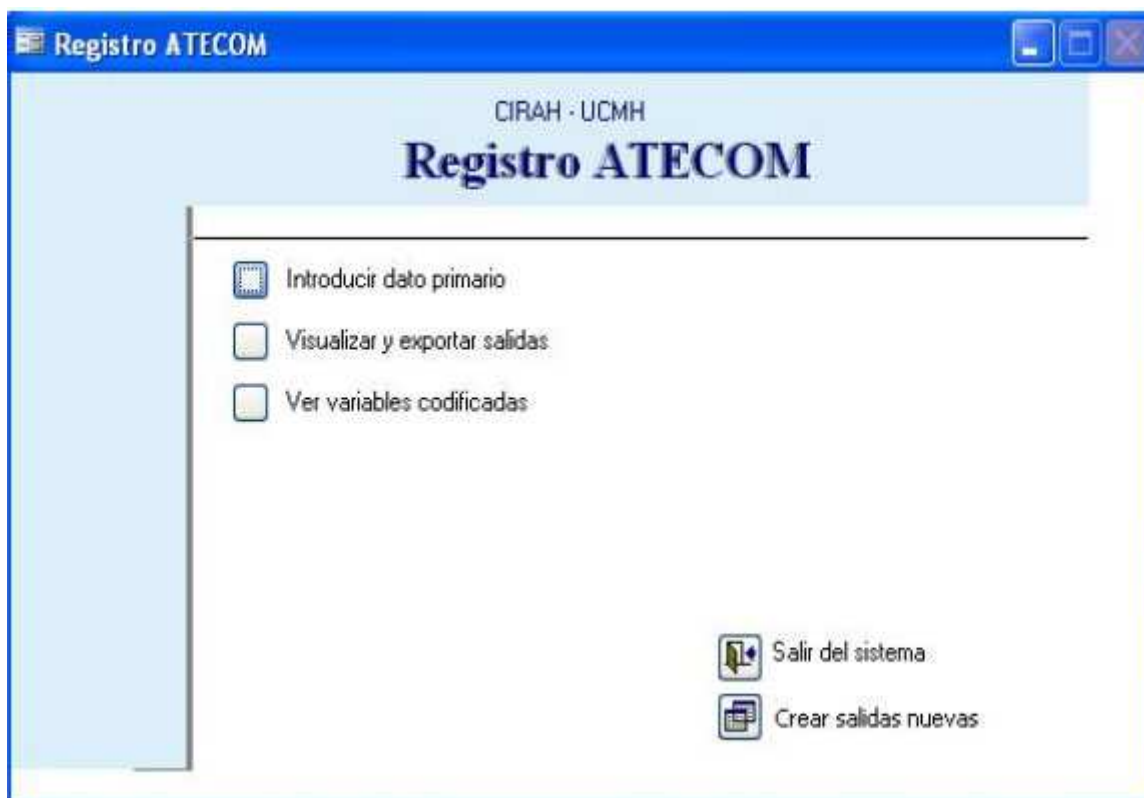 Registro ATECOM
CIRAH - UCMH
Registro ATECOM
Introducir dato primario
Visualizar y exportar salidas
Ver variables codificadas
Salir del sistema
Crear salidas nuevas